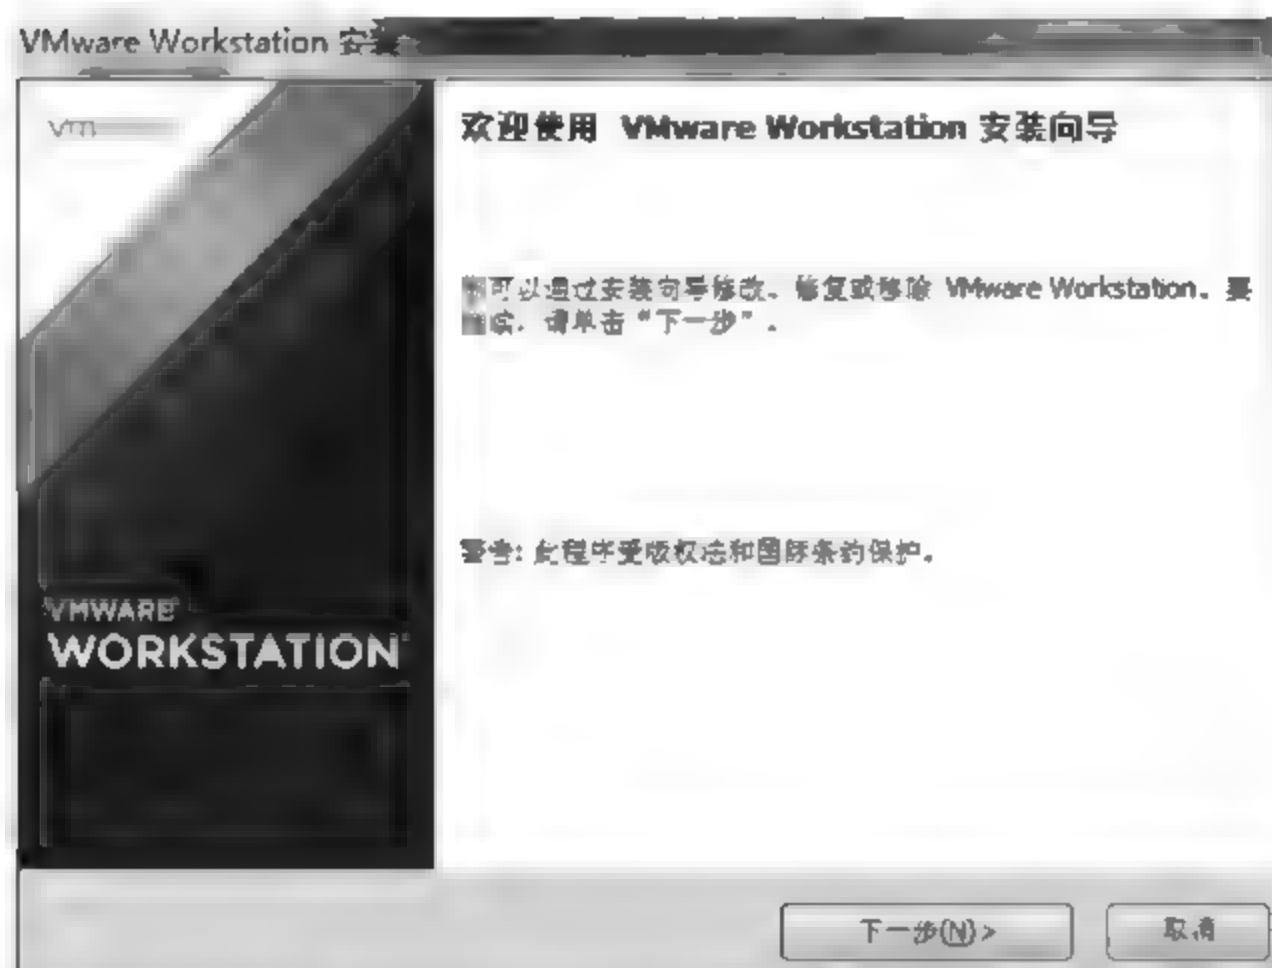 VMware Workstation 安装
欢迎使用 VMware Workstation 安装向导
可以通过安装向导修改、修复或移除 VMware Workstation。要
请单击“下一步”。
警告: 此程序受版权法和国际条约保护。
VMWARE
WORKSTATION
下一步(N) >
取消